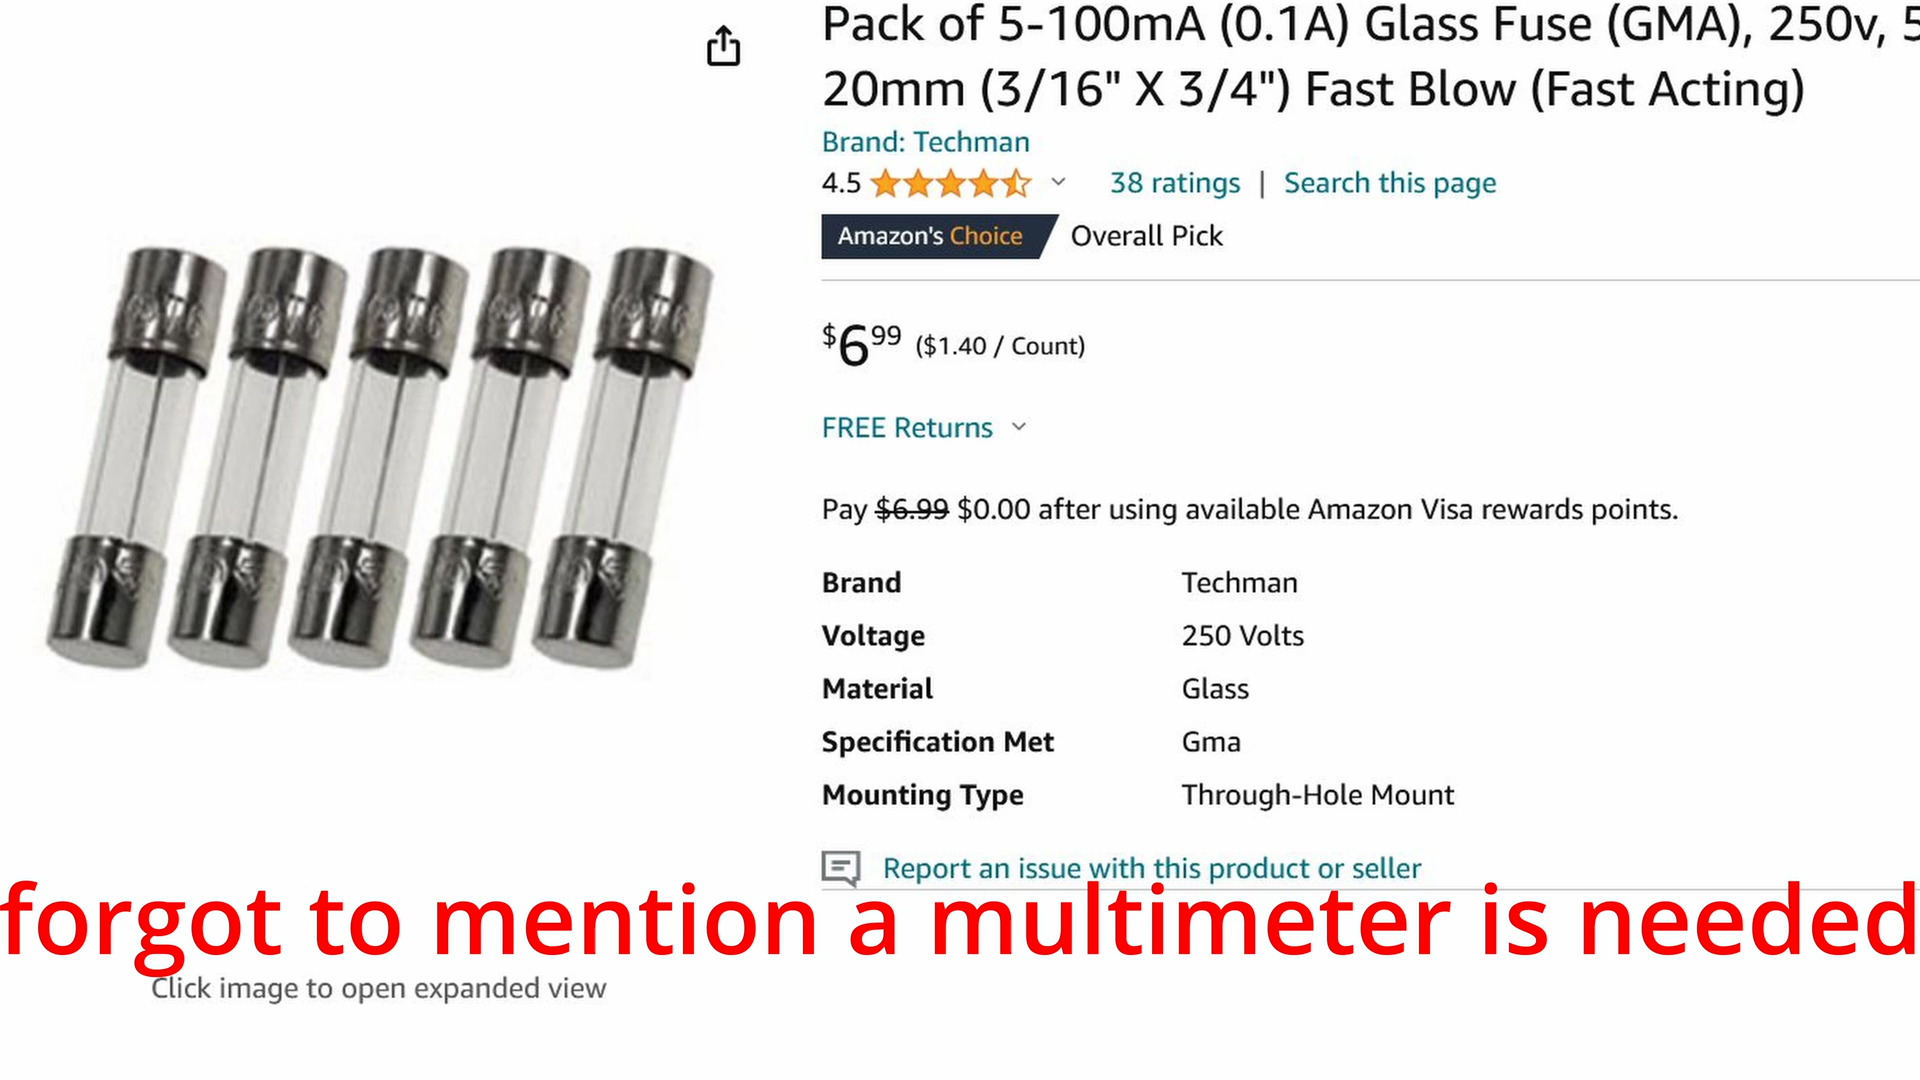 Pack of 5-100mA (0.1A) Glass Fuse (GMA), 250v, 5
20mm (3/16" X 3/4") Fast Blow (Fast Acting)
Brand: Techman
4.5 38 ratings | Search this page
Amazon's Choice Overall Pick
$6.99 ($1.40 / Count)
FREE Returns
Pay $6.99 $0.00 after using available Amazon Visa rewards points.
Brand Techman
Voltage 250 Volts
Material Glass
Specification Met Gma
Mounting Type Through-Hole Mount
Report an issue with this product or seller
forgot to mention a multimeter is needed
Click image to open expanded view